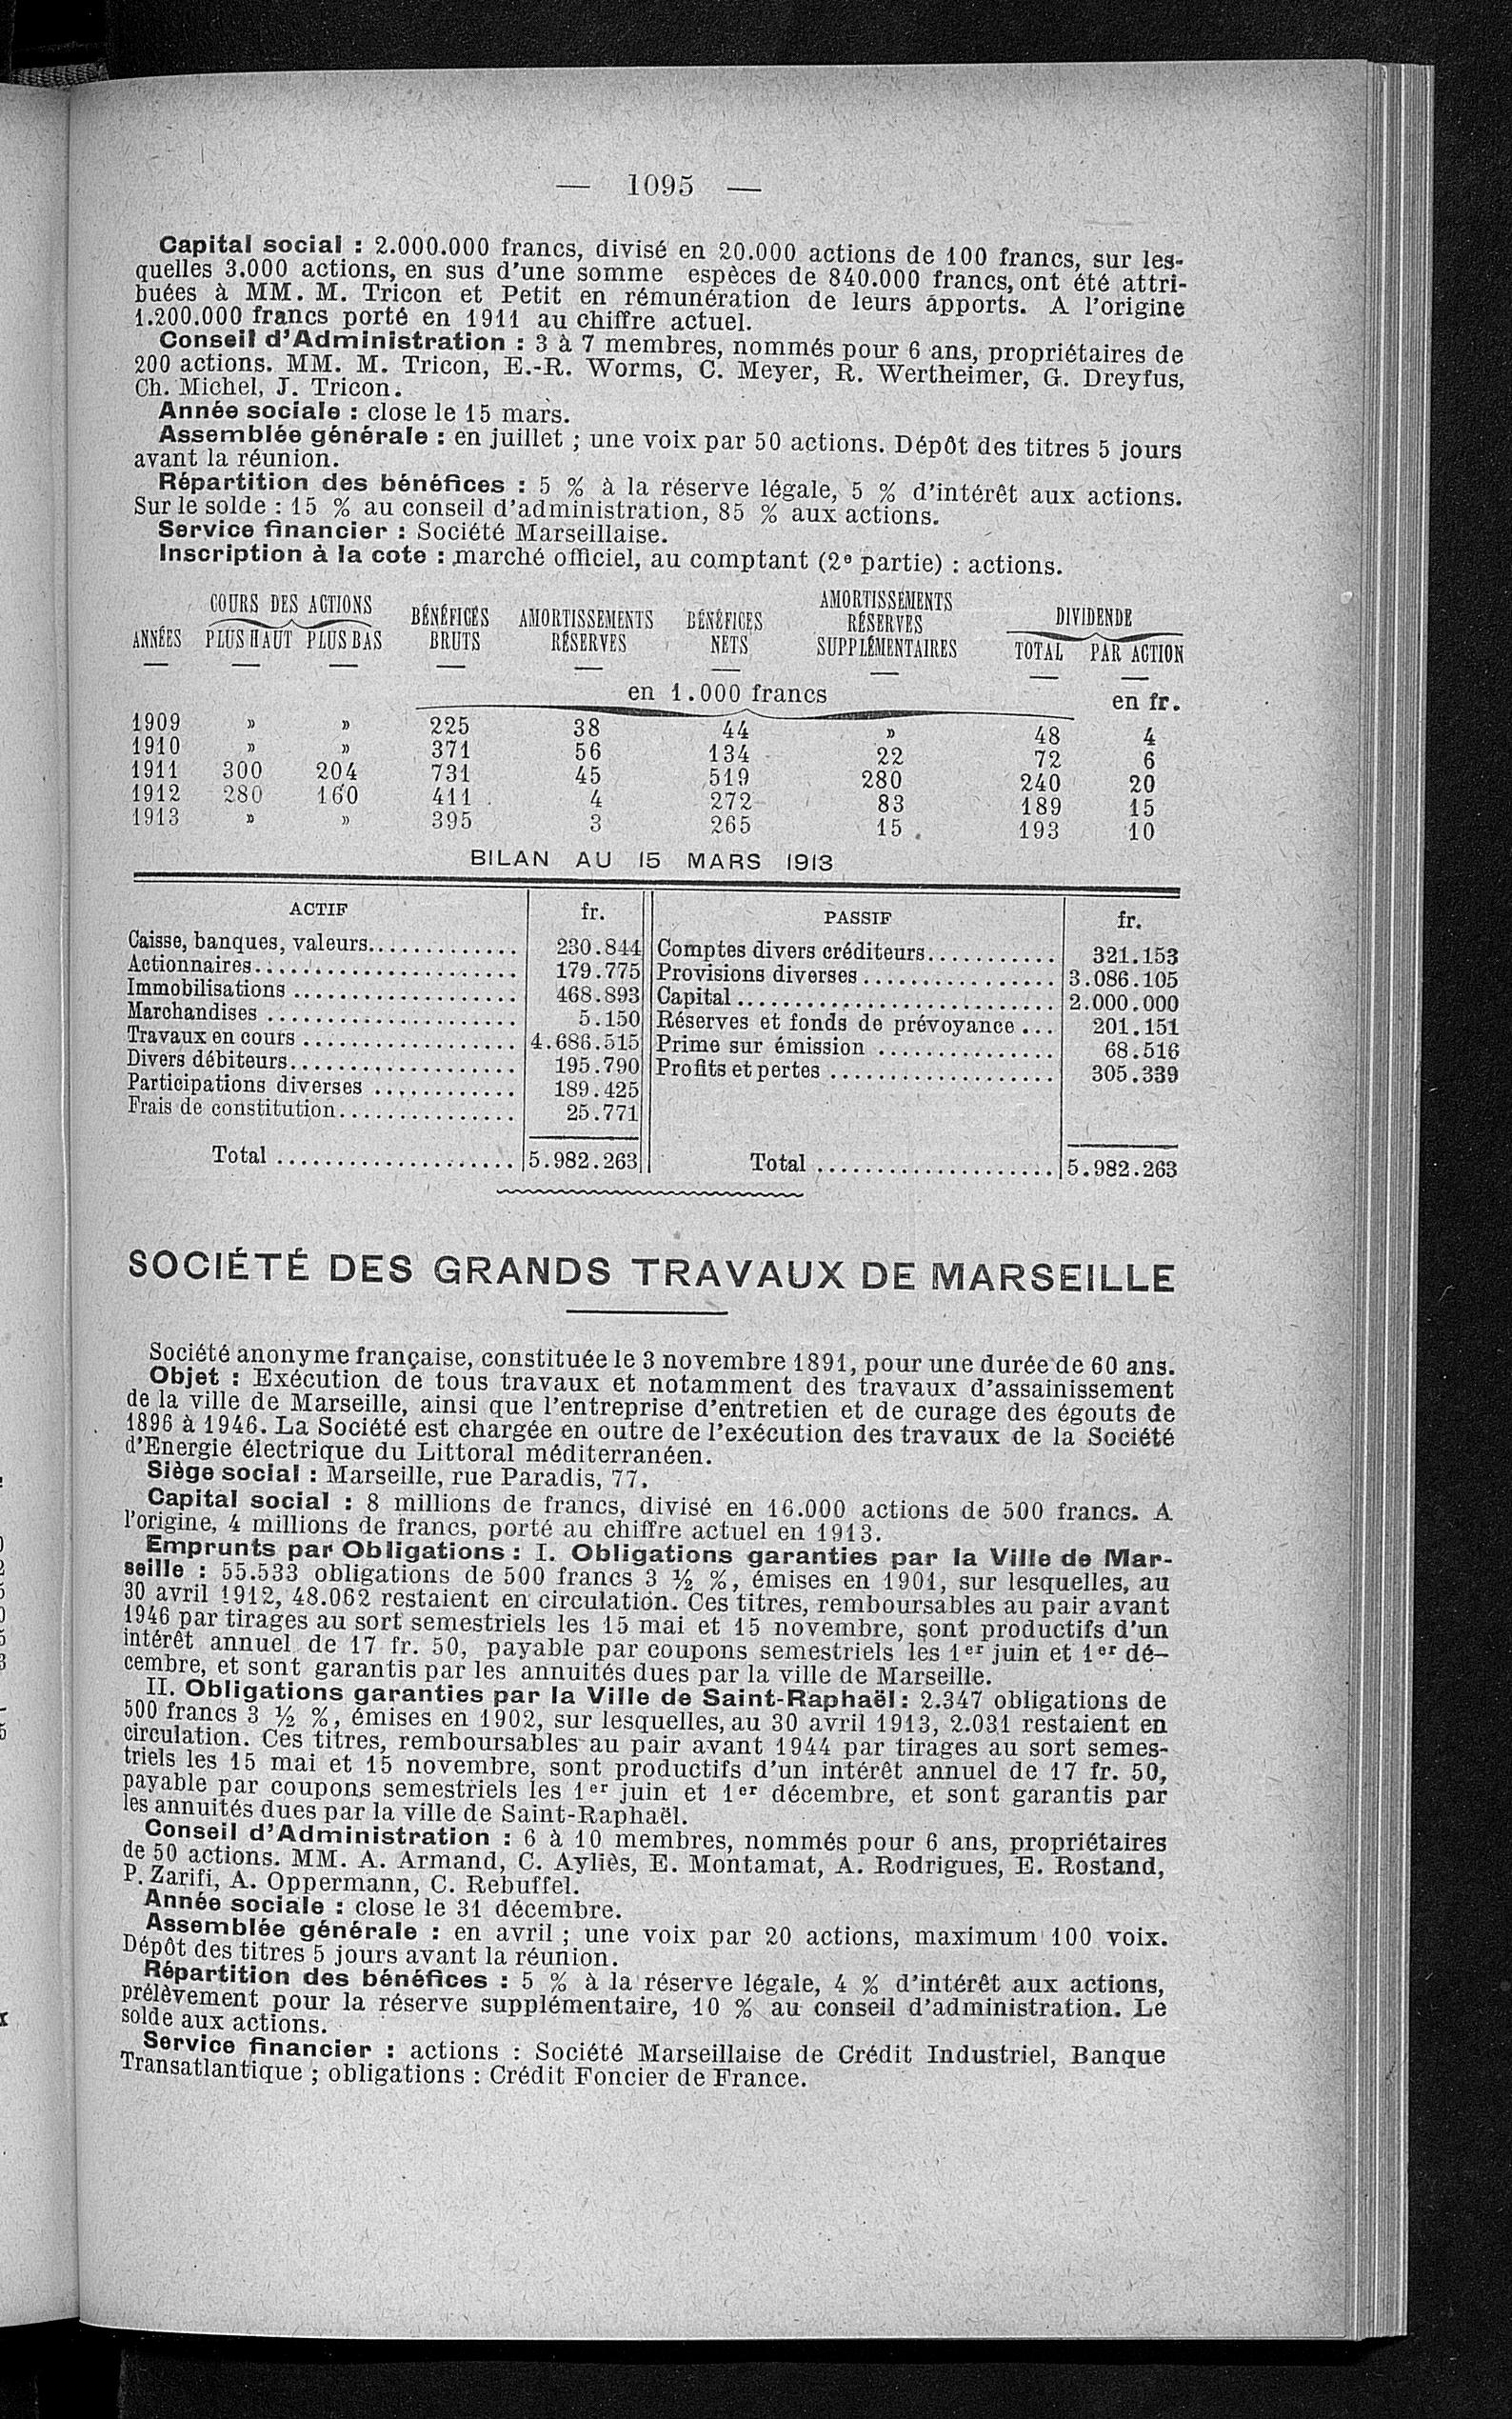 — 1095 —
Capital social : 2.000.000 francs, divisé en 20.000 actions de 100 francs, sur les-
quelles 3.000 actions, en sus d'une somme espèces de 840.000 francs, ont été attri-
buées à MM. M. Tricon et Petit en rémunération de leurs apports. A l'origine
1.200.000 francs porté en 1911 au chiffre actuel.
Conseil d'Administration : 3 à 7 membres, nommés pour 6 ans, propriétaires de
200 actions. MM. M. Tricon, E.-R. Worms, C. Meyer, R. Wertheimer, G. Dreyfus,
Ch. Michel, J. Tricon.
Année sociale : close le 15 mars.
Assemblée générale : en juillet ; une voix par 50 actions. Dépôt des titres 5 jours
avant la réunion.
Répartition des bénéfices : 5 % à la réserve légale, 5 % d'intérêt aux actions.
Sur le solde : 15 % au conseil d'administration, 85 % aux actions.
Service financier : Société Marseillaise.
Inscription à la cote : marché officiel, au comptant (2e partie) : actions.
COURS DES ACTIONS AMORTISSEMENTS
BÉNÉFICES AMORTISSEMENTS BÉNÉFICES RÉSERVES DIVIDENDE
ANNÉES PLUS HAUT PLUS BAS BRUTS RÉSERVES NETS SUPPLÉMENTAIRES TOTAL PAR ACTION
en 1.000 francs en fr.
1909 » » 225 38 44 » 48 4
1910 » » 371 56 134 22 72 6
1911 300 204 731 45 519 280 240 20
1912 280 160 411 4 272 83 189 15
1913 » » 395 3 265 15 193 10
BILAN AU 15 MARS 1913
ACTIF fr. PASSIF fr.
Caisse, banques, valeurs............. 230.844 Comptes divers créditeurs........... 321.153
Actionnaires...................... 179.775 Provisions diverses ................ 3.086.105
Immobilisations ................... 468.893 Capital ........................... 2.000.000
Marchandises ..................... 5.150 Réserves et fonds de prévoyance ... 201.151
Travaux en cours .................. 4.686.515 Prime sur émission ............... 68.516
Divers débiteurs................... 195.790 Profits et pertes ................... 305.339
Participations diverses ............ 189.425
Frais de constitution............... 25.771
Total .................... 5.982.263 Total .................... 5.982.263
SOCIÉTÉ DES GRANDS TRAVAUX DE MARSEILLE
Société anonyme française, constituée le 3 novembre 1891, pour une durée de 60 ans.
Objet : Exécution de tous travaux et notamment des travaux d'assainissement
de la ville de Marseille, ainsi que l'entreprise d'entretien et de curage des égouts de
1896 à 1946. La Société est chargée en outre de l'exécution des travaux de la Société
d'Energie électrique du Littoral méditerranéen.
Siège social : Marseille, rue Paradis, 77.
Capital social : 8 millions de francs, divisé en 16.000 actions de 500 francs. A
l'origine, 4 millions de francs, porté au chiffre actuel en 1913.
Emprunts par Obligations : I. Obligations garanties par la Ville de Mar-
seille : 55.533 obligations de 500 francs 3 ½ %, émises en 1901, sur lesquelles, au
30 avril 1912, 48.062 restaient en circulation. Ces titres, remboursables au pair avant
1946 par tirages au sort semestriels les 15 mai et 15 novembre, sont productifs d'un
intérêt annuel de 17 fr. 50, payable par coupons semestriels les 1er juin et 1er dé-
cembre, et sont garantis par les annuités dues par la ville de Marseille.
II. Obligations garanties par la Ville de Saint-Raphaël : 2.347 obligations de
500 francs 3 ½ %, émises en 1902, sur lesquelles, au 30 avril 1913, 2.031 restaient en
circulation. Ces titres, remboursables au pair avant 1944 par tirages au sort semes-
triels les 15 mai et 15 novembre, sont productifs d'un intérêt annuel de 17 fr. 50,
payable par coupons semestriels les 1er juin et 1er décembre, et sont garantis par
les annuités dues par la ville de Saint-Raphaël.
Conseil d'Administration : 6 à 10 membres, nommés pour 6 ans, propriétaires
de 50 actions. MM. A. Armand, C. Ayliès, E. Montamat, A. Rodrigues, E. Rostand,
P. Zarifi, A. Oppermann, C. Rebuffel.
Année sociale : close le 31 décembre.
Assemblée générale : en avril ; une voix par 20 actions, maximum 100 voix.
Dépôt des titres 5 jours avant la réunion.
Répartition des bénéfices : 5 % à la réserve légale, 4 % d'intérêt aux actions,
prélèvement pour la réserve supplémentaire, 10 % au conseil d'administration. Le
solde aux actions.
Service financier : actions : Société Marseillaise de Crédit Industriel, Banque
Transatlantique ; obligations : Crédit Foncier de France.